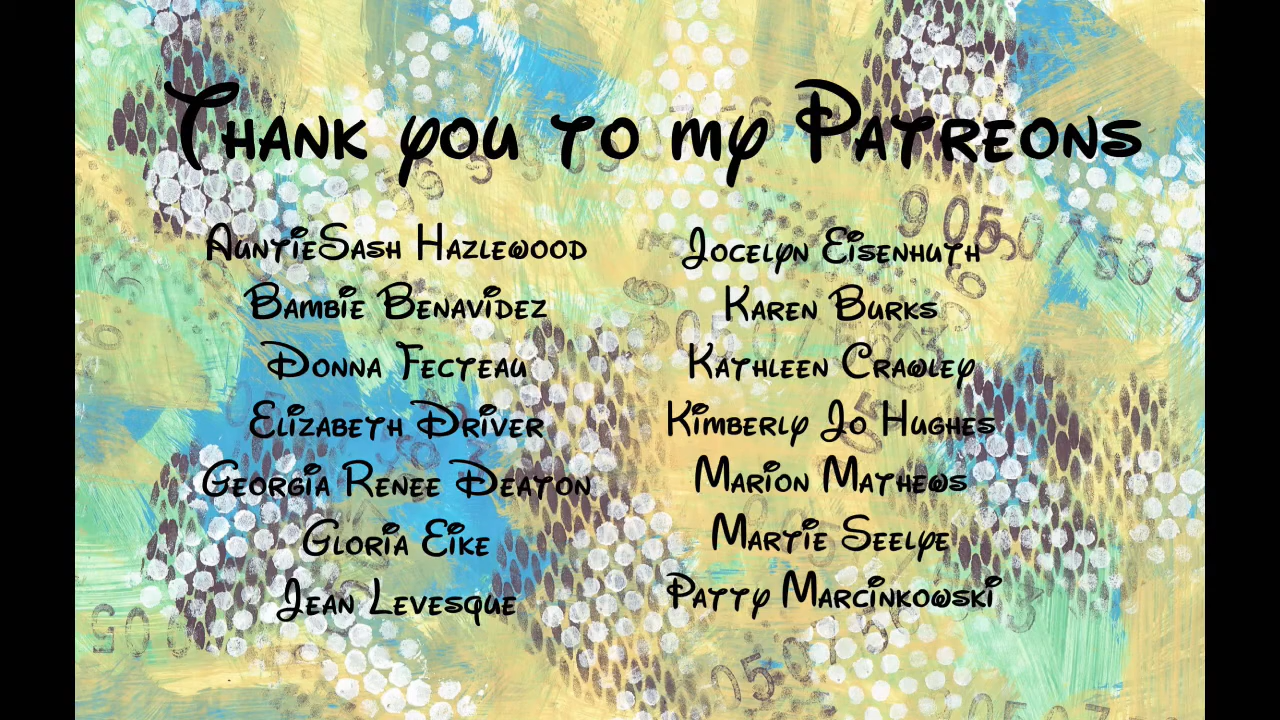 Thank you to my Patreons
AuntieSash Hazlewood
Bambie Benavidez
Donna Fecteau
Elizabeth Driver
Georgia Renee Deaton
Gloria Eike
Jean Levesque
Jocelyn Eisenhuth
Karen Burks
Kathleen Crawley
Kimberly Jo Hughes
Marion Mathews
Martie Seelye
Patty Marcinkowski